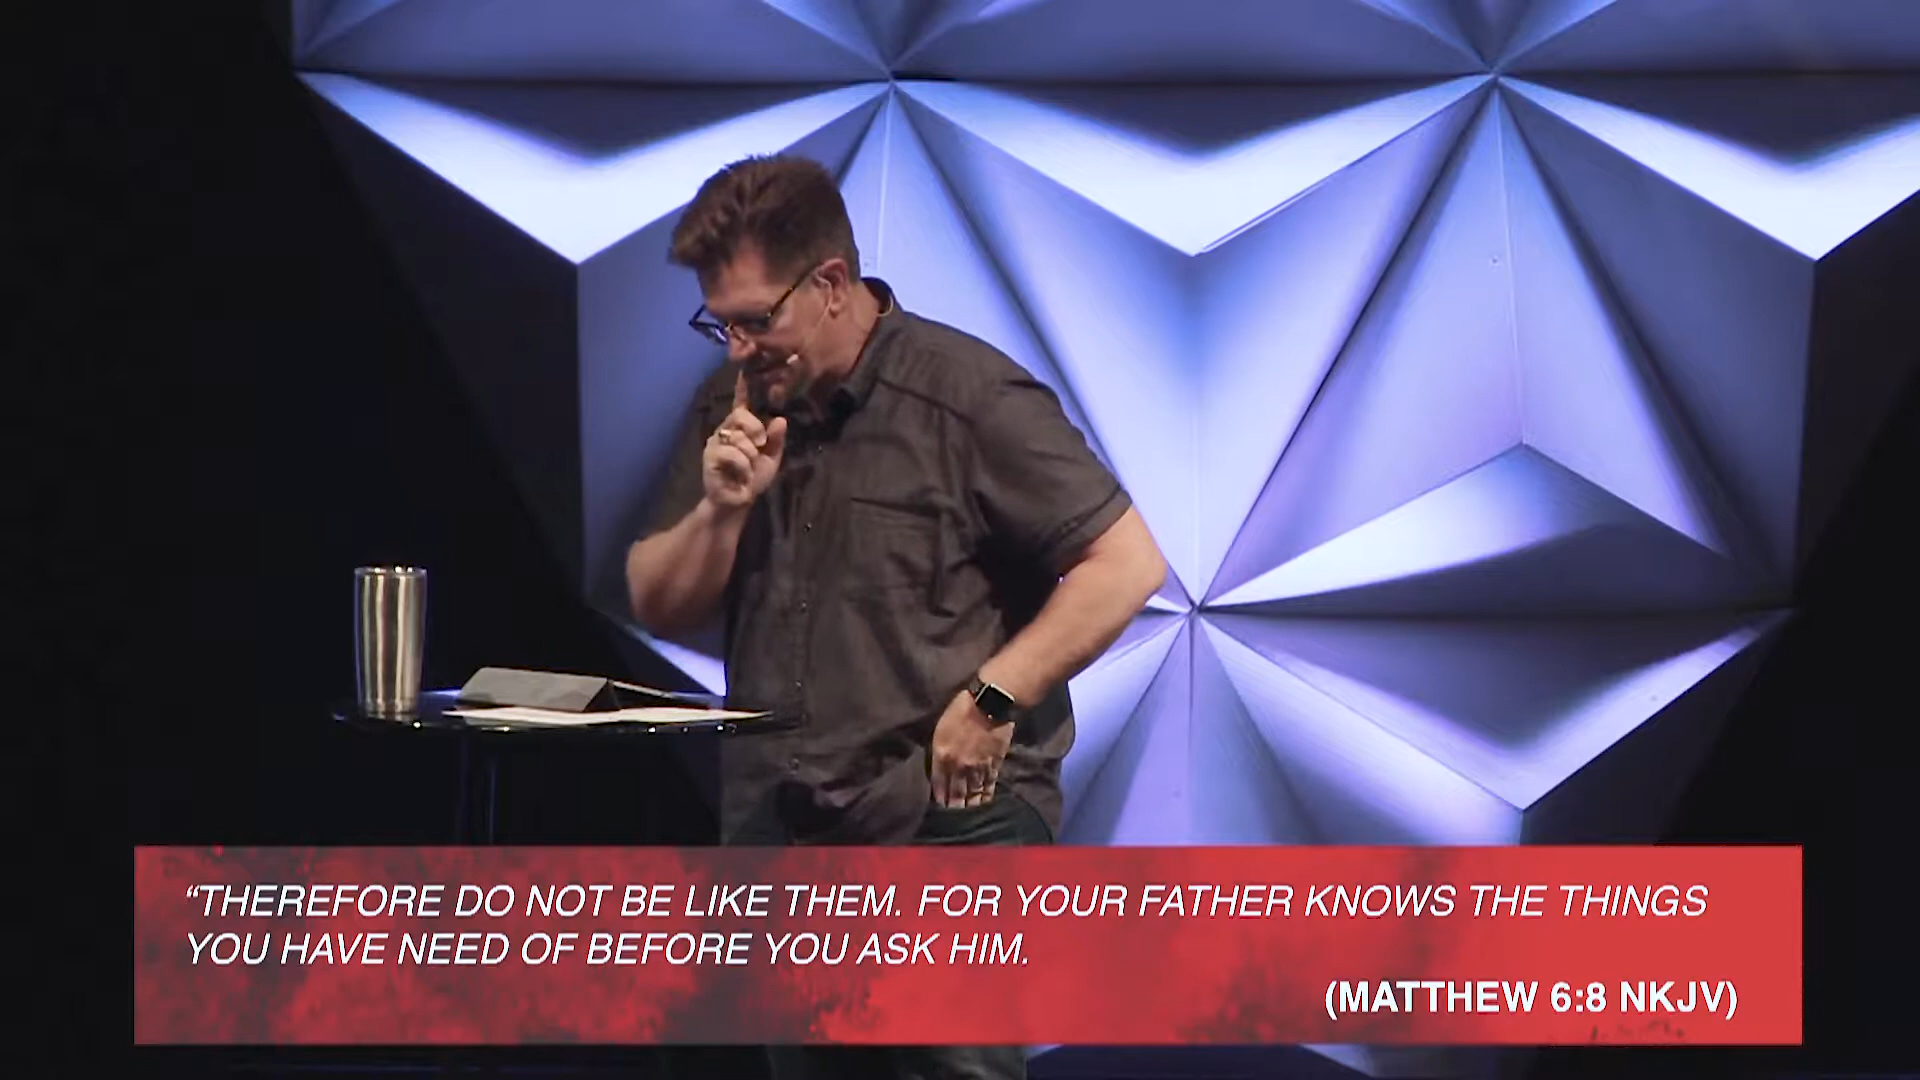 “THEREFORE DO NOT BE LIKE THEM. FOR YOUR FATHER KNOWS THE THINGS
YOU HAVE NEED OF BEFORE YOU ASK HIM.
(MATTHEW 6:8 NKJV)